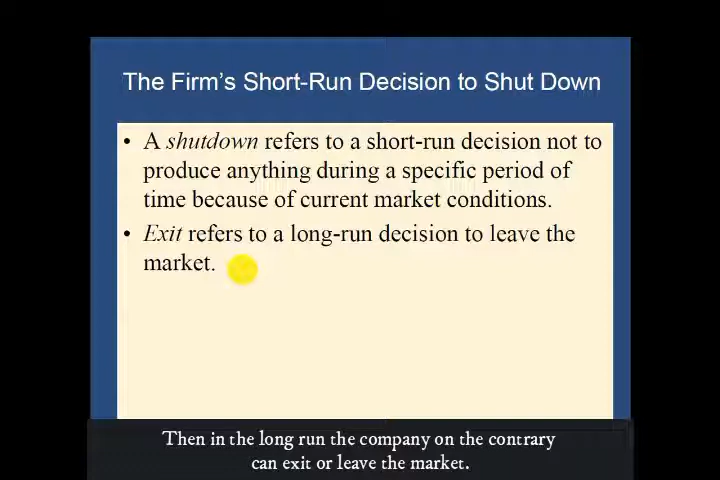 The Firm's Short-Run Decision to Shut Down
• A shutdown refers to a short-run decision not to
produce anything during a specific period of
time because of current market conditions.
• Exit refers to a long-run decision to leave the
market.
Then in the long run the company on the contrary
can exit or leave the market.